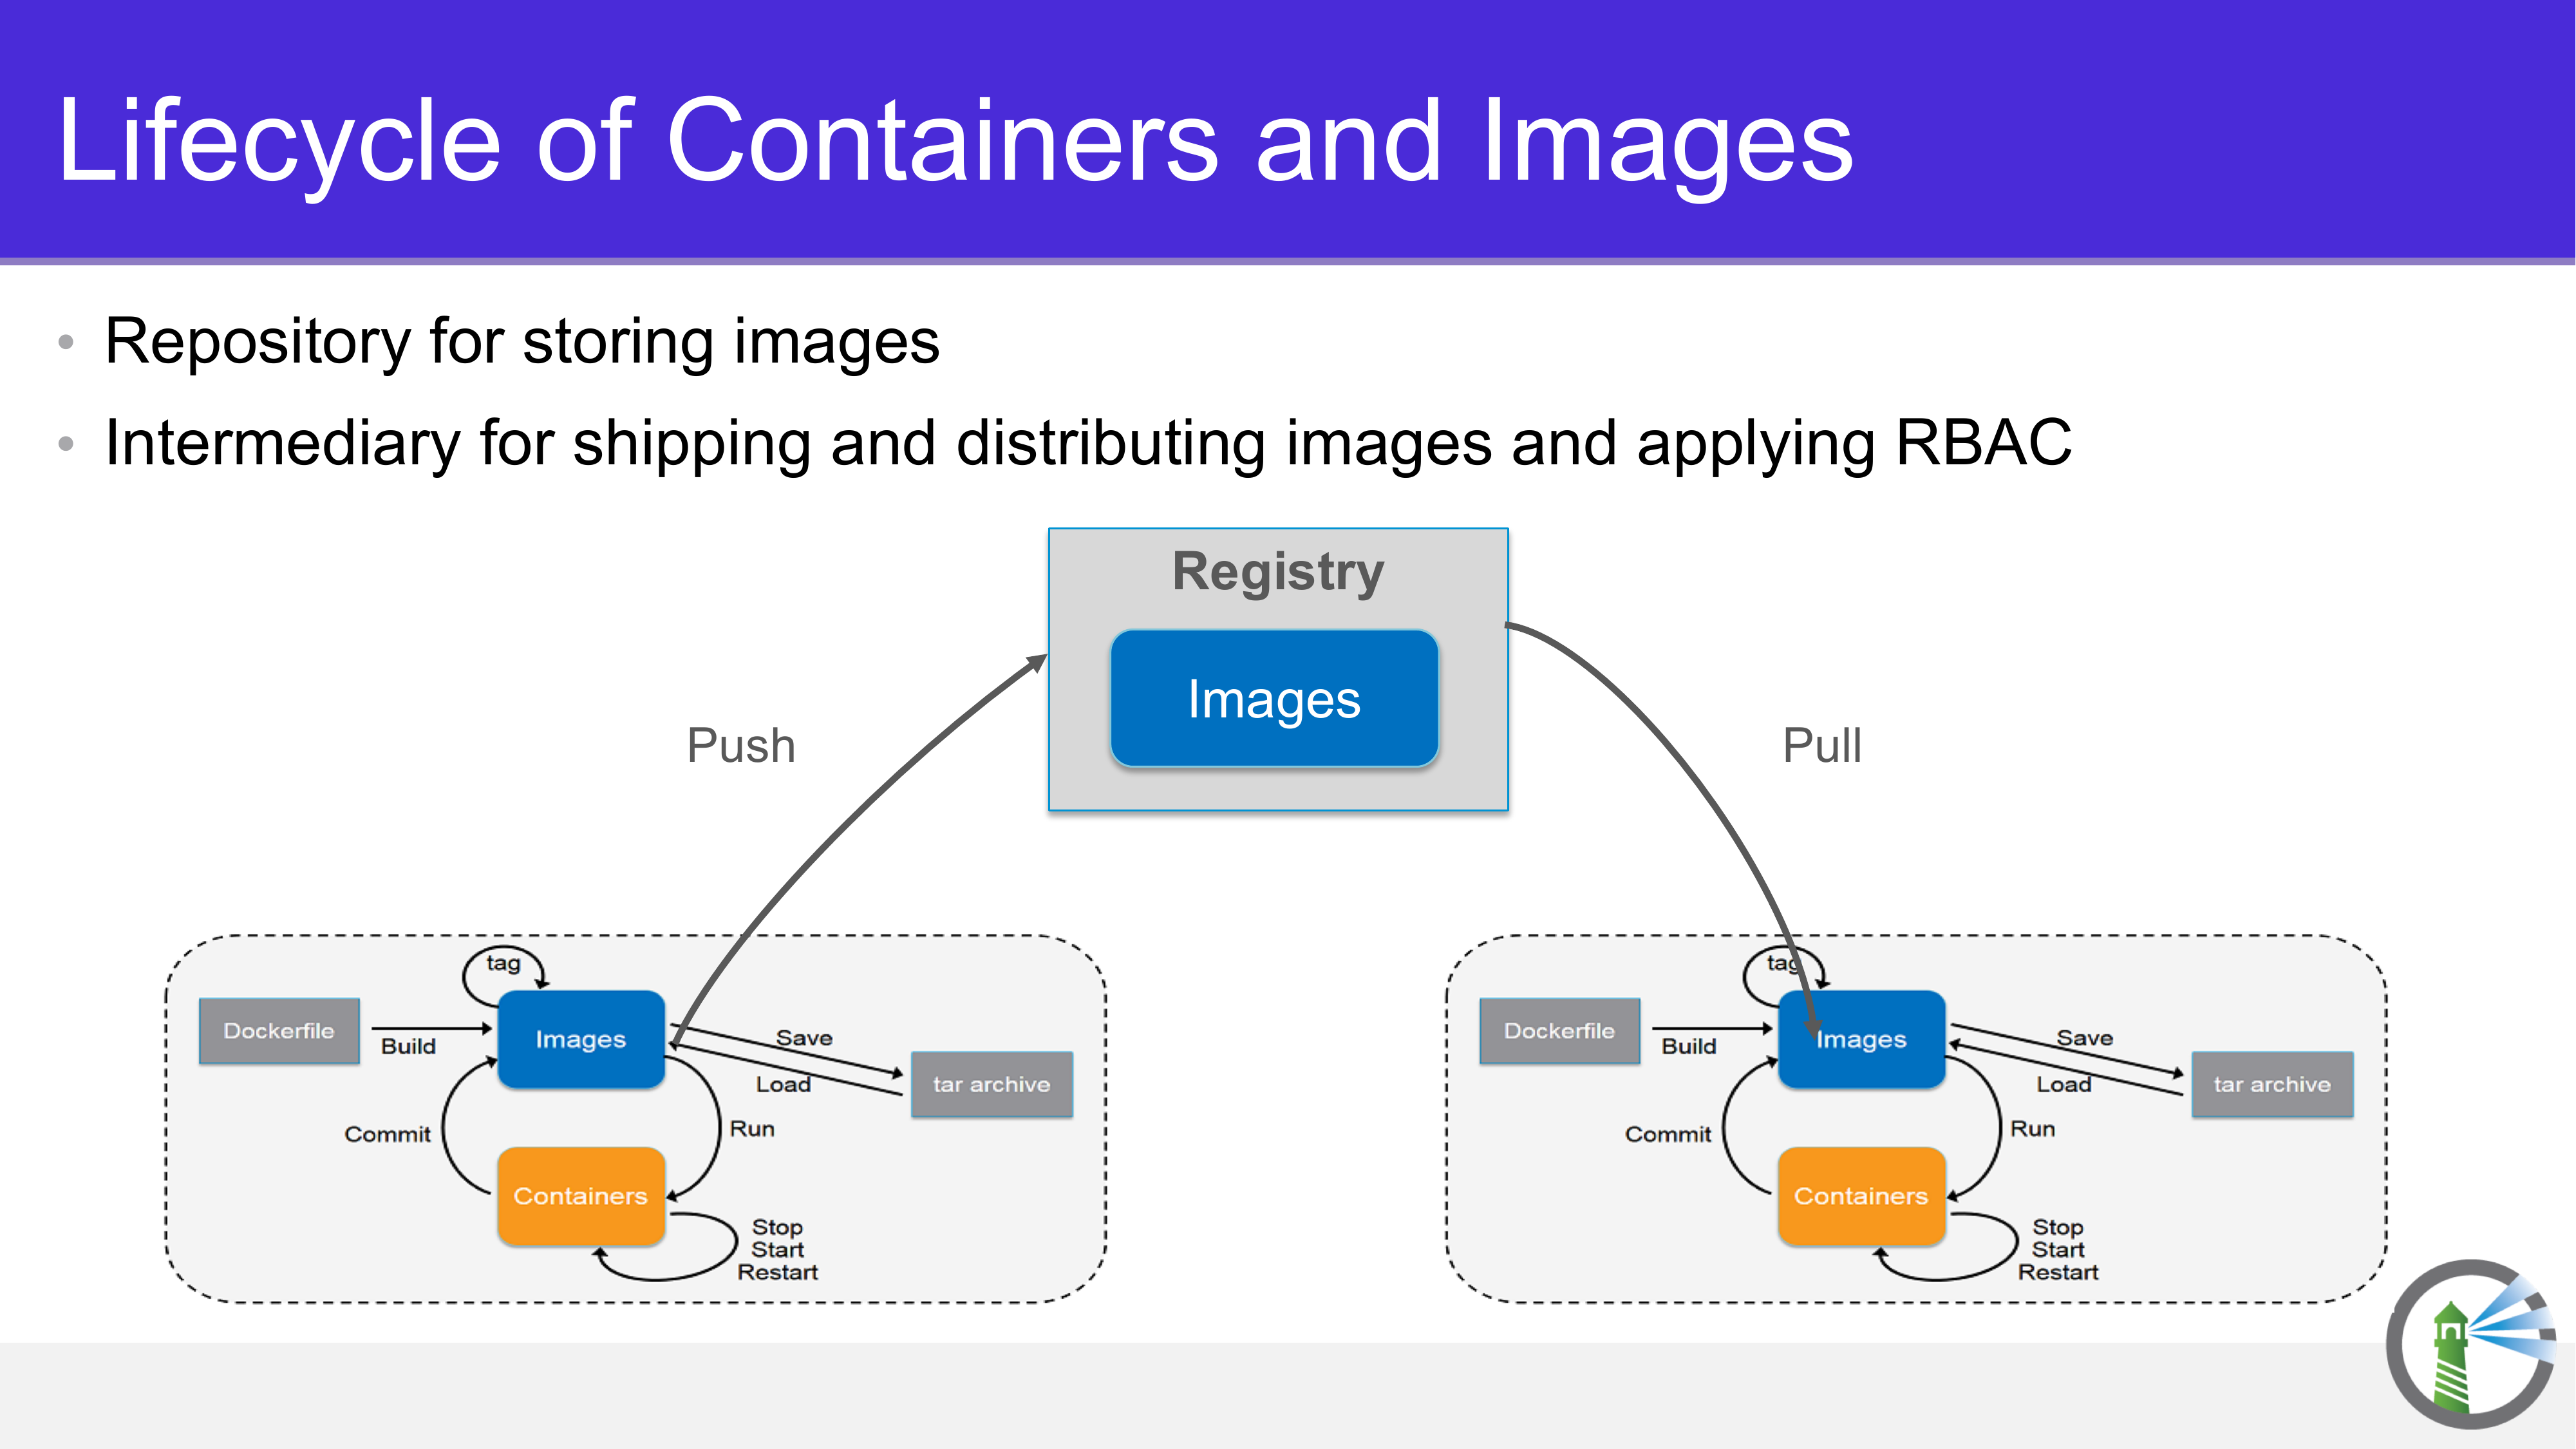 Lifecycle of Containers and Images
• Repository for storing images
• Intermediary for shipping and distributing images and applying RBAC
Registry
Images
Push
Pull
tag
Dockerfile
Build
Images
Save
Load
tar archive
Commit
Run
Containers
Stop
Start
Restart
tag
Dockerfile
Build
Images
Save
Load
tar archive
Commit
Run
Containers
Stop
Start
Restart